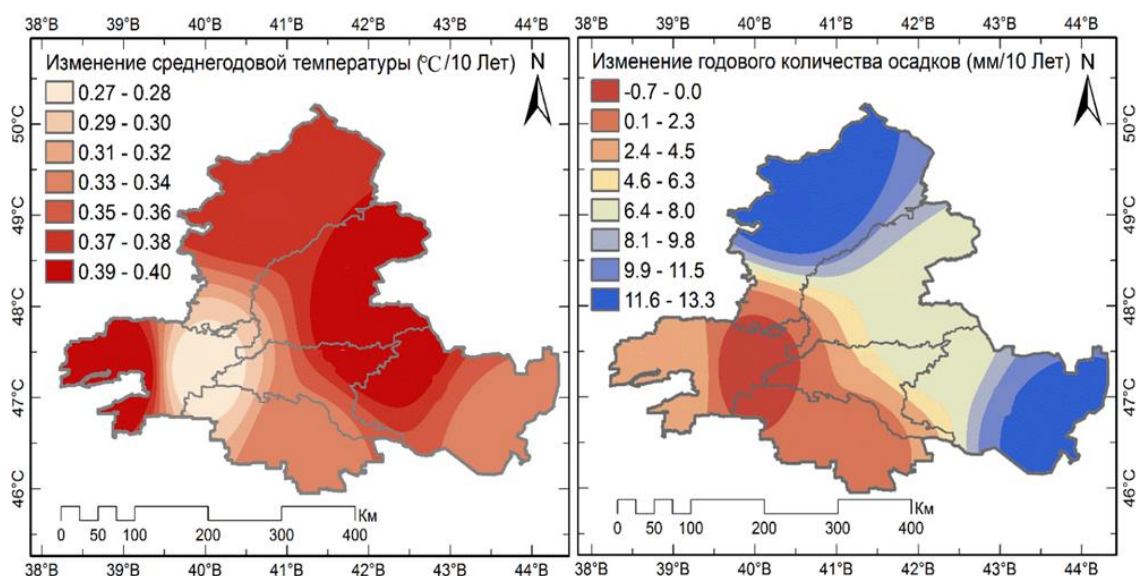 38°В 39°В 40°В 41°В 42°В 43°В 44°В
Изменение среднегодовой температуры (℃/10 Лет)
N
0.27 - 0.28
0.29 - 0.30
0.31 - 0.32
0.33 - 0.34
0.35 - 0.36
0.37 - 0.38
0.39 - 0.40
0 50 100 200 300 400
Км
38°В 39°В 40°В 41°В 42°В 43°В 44°В
46°С 47°С 48°С 49°С 50°С
38°В 39°В 40°В 41°В 42°В 43°В 44°В
Изменение годового количества осадков (мм/10 Лет)
N
-0.7 - 0.0
0.1 - 2.3
2.4 - 4.5
4.6 - 6.3
6.4 - 8.0
8.1 - 9.8
9.9 - 11.5
11.6 - 13.3
0 50 100 200 300 400
Км
38°В 39°В 40°В 41°В 42°В 43°В 44°В
46°С 47°С 48°С 49°С 50°С